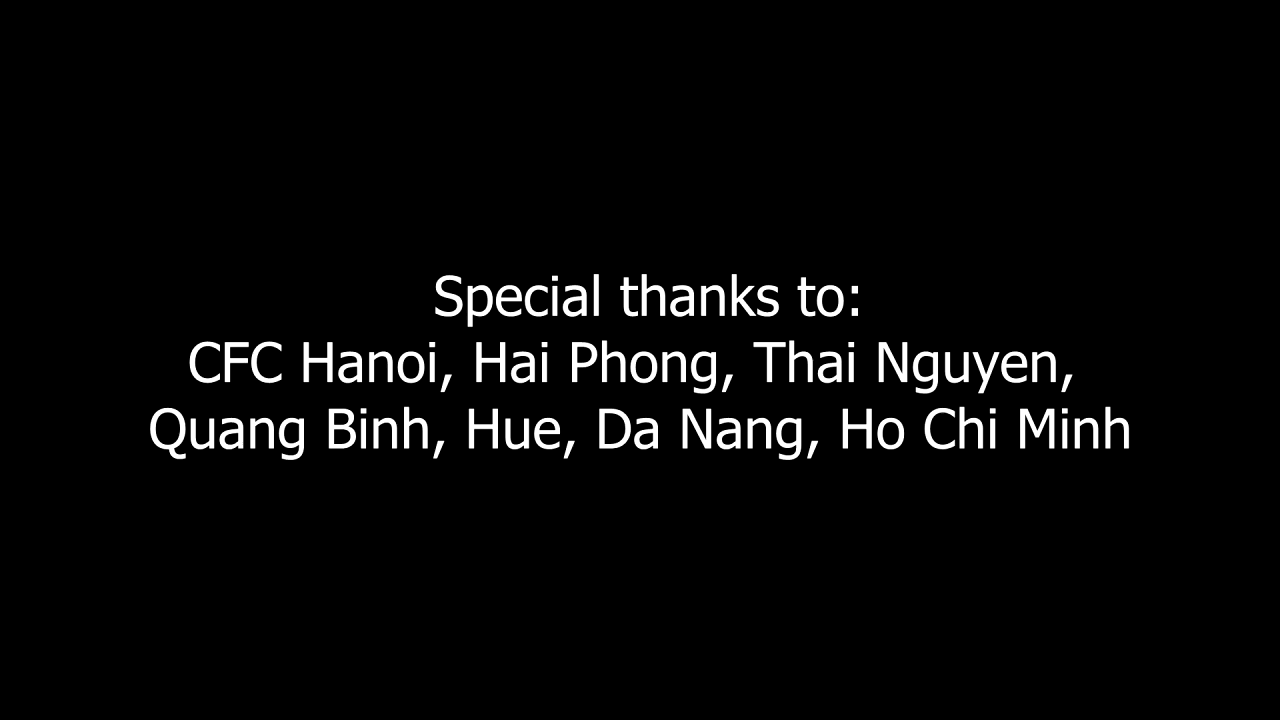 Special thanks to:
CFC Hanoi, Hai Phong, Thai Nguyen,
Quang Binh, Hue, Da Nang, Ho Chi Minh